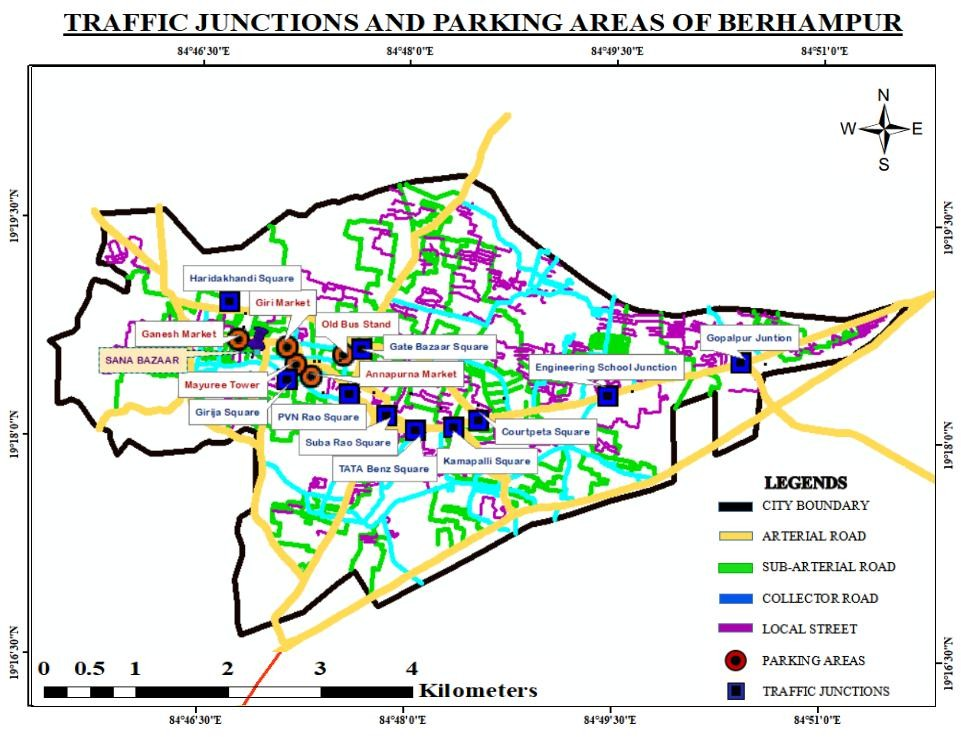 TRAFFIC JUNCTIONS AND PARKING AREAS OF BERHAMPUR
84°46'30"E 84°48'0"E 84°49'30"E 84°51'0"E
N
W E
S
19°19'30"N 19°19'30"N
Haridakhandi Square
Giri Market
Old Bus Stand
Ganesh Market
Gate Bazaar Square
Gopalpur Juntion
SANA BAZAAR
Engineering School Junction
Annapurna Market
Mayuree Tower
Girija Square
PVN Rao Square
Courtpeta Square
Suba Rao Square
Kamapalli Square
TATA Benz Square
19°18'0"N 19°18'0"N
LEGENDS
CITY BOUNDARY
ARTERIAL ROAD
SUB-ARTERIAL ROAD
COLLECTOR ROAD
LOCAL STREET
PARKING AREAS
TRAFFIC JUNCTIONS
19°16'30"N 19°16'30"N
0 0.5 1 2 3 4
Kilometers
84°46'30"E 84°48'0"E 84°49'30"E 84°51'0"E